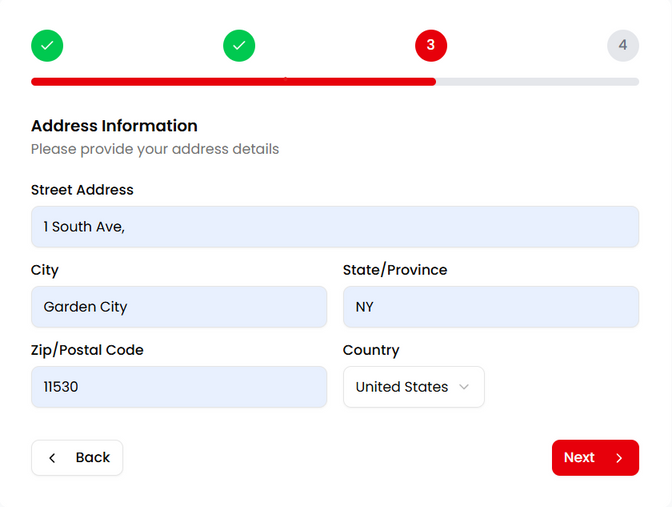 3
4
Address Information
Please provide your address details
Street Address
1 South Ave,
City
State/Province
Garden City
NY
Zip/Postal Code
Country
11530
United States
Back
Next